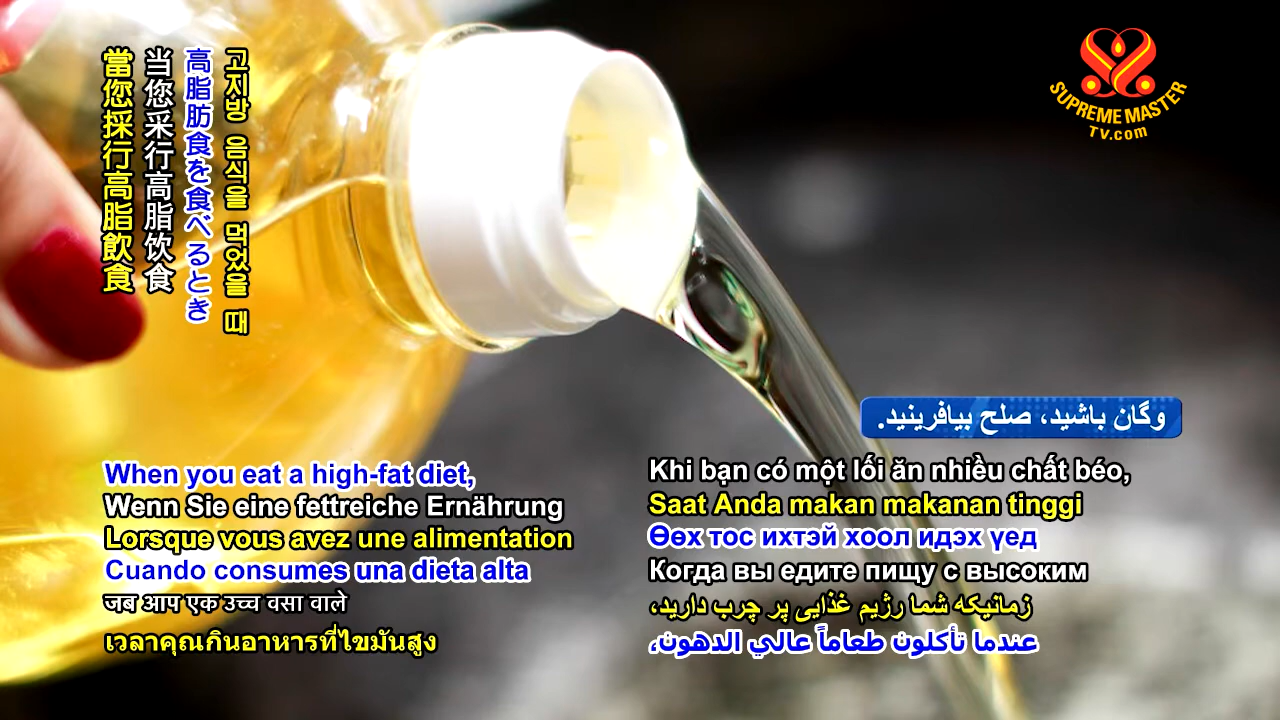 當您採行高脂飲食
当您采行高脂饮食
高脂肪食を食べるとき
고지방 음식을 먹었을 때
SUPREME MASTER
TV.com
وگان باشید، صلح بیافرینید.
When you eat a high-fat diet,
Wenn Sie eine fettreiche Ernährung
Lorsque vous avez une alimentation
Cuando consumes una dieta alta
जब आप एक उच्च वसा वाले
เวลาคุณกินอาหารที่ไขมันสูง
Khi bạn có một lối ăn nhiều chất béo,
Saat Anda makan makanan tinggi
Өөх тос ихтэй хоол идэх үед
Когда вы едите пищу с высоким
زمانیکه شما رژیم غذایی پر چرب دارید،
عندما تأكلون طعاماً عالي الدهون،